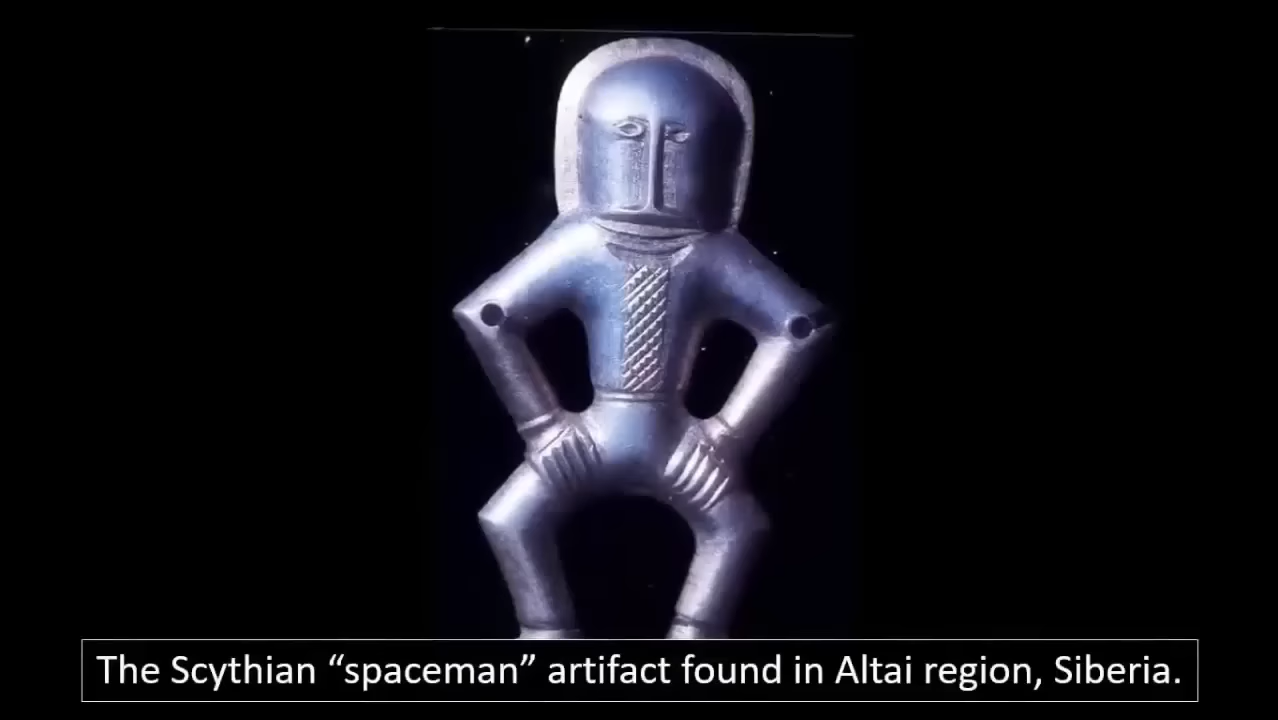 The Scythian “spaceman” artifact found in Altai region, Siberia.